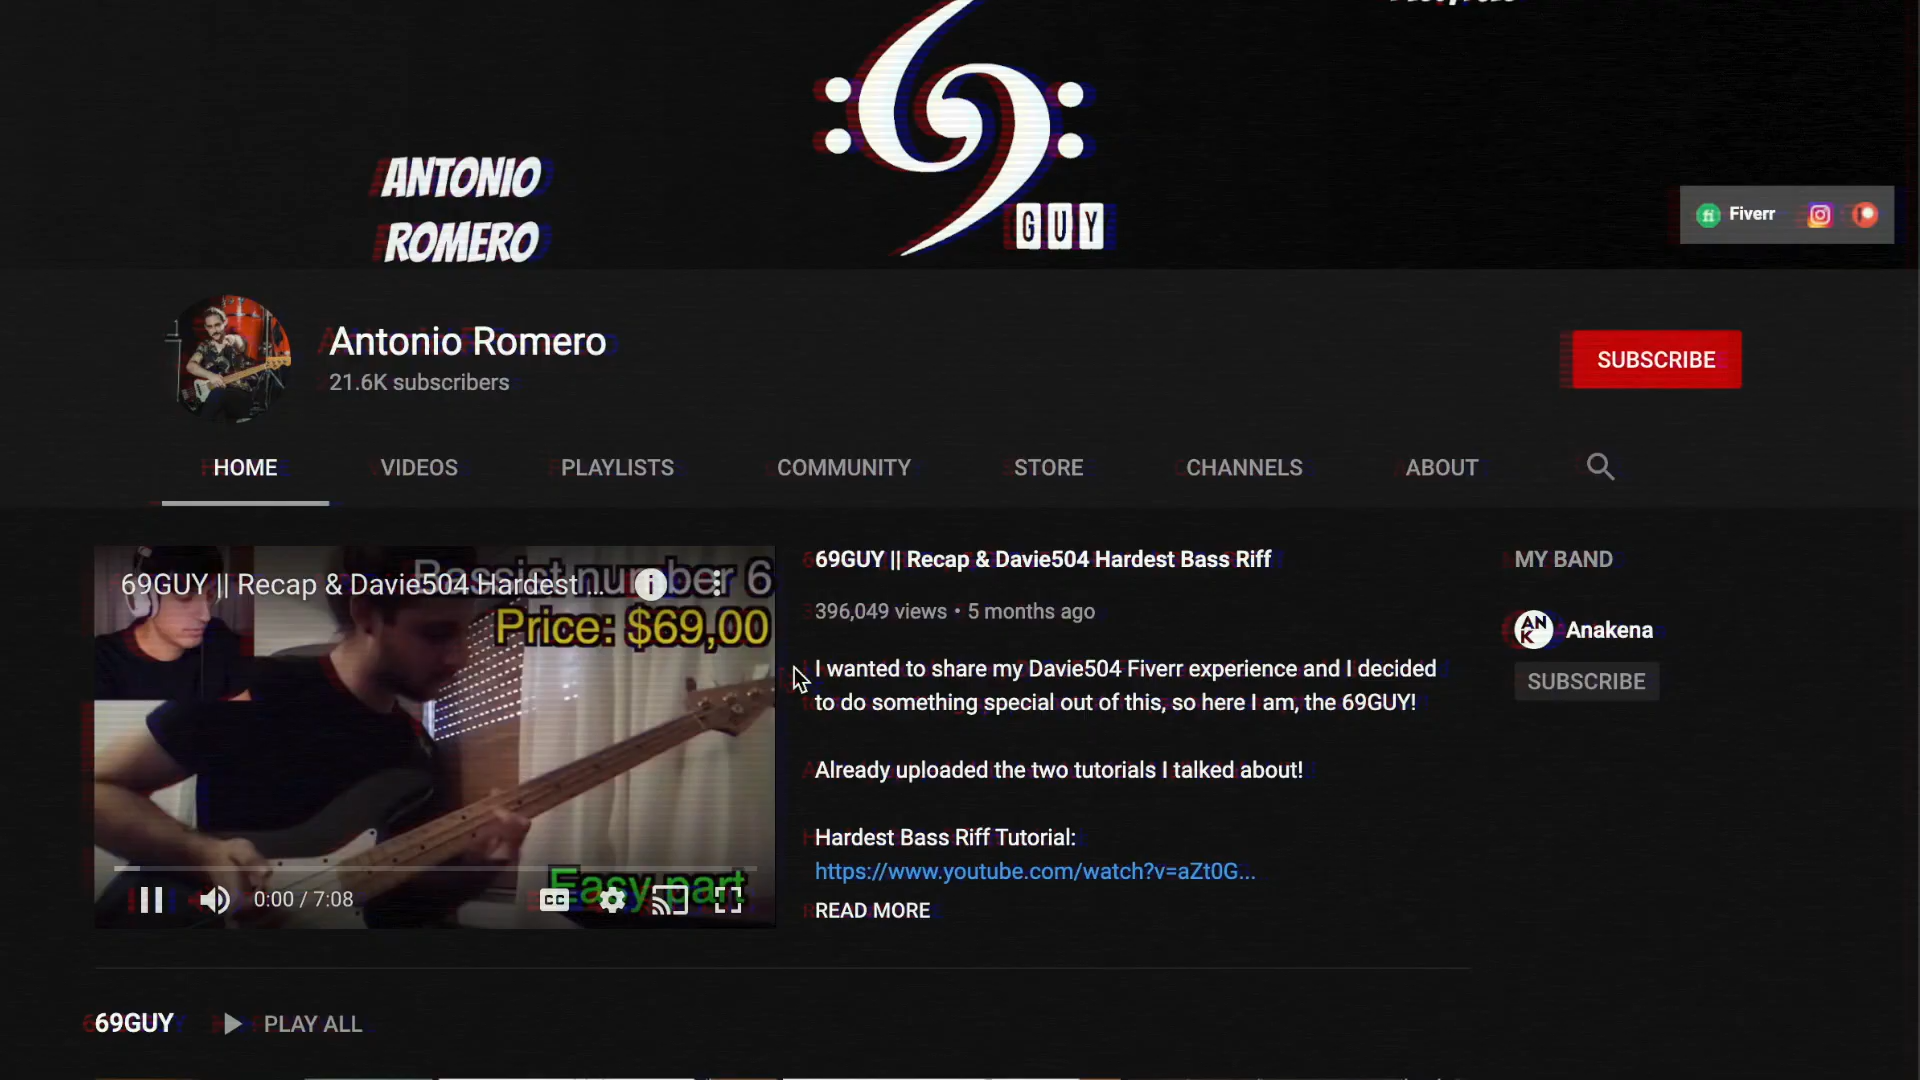 ANTONIO
ROMERO
69
GUY
Fiverr
Antonio Romero
21.6K subscribers
SUBSCRIBE
HOME
VIDEOS
PLAYLISTS
COMMUNITY
STORE
CHANNELS
ABOUT
69GUY || Recap & Davie504 Hardest ...
Bassist number 6
Price: $69,00
Easy part
0:00 / 7:08
CC
69GUY || Recap & Davie504 Hardest Bass Riff
396,049 views • 5 months ago
I wanted to share my Davie504 Fiverr experience and I decided
to do something special out of this, so here I am, the 69GUY!
Already uploaded the two tutorials I talked about!
Hardest Bass Riff Tutorial:
https://www.youtube.com/watch?v=aZt0G...
READ MORE
MY BAND
AN
K
Anakena
SUBSCRIBE
69GUY
PLAY ALL